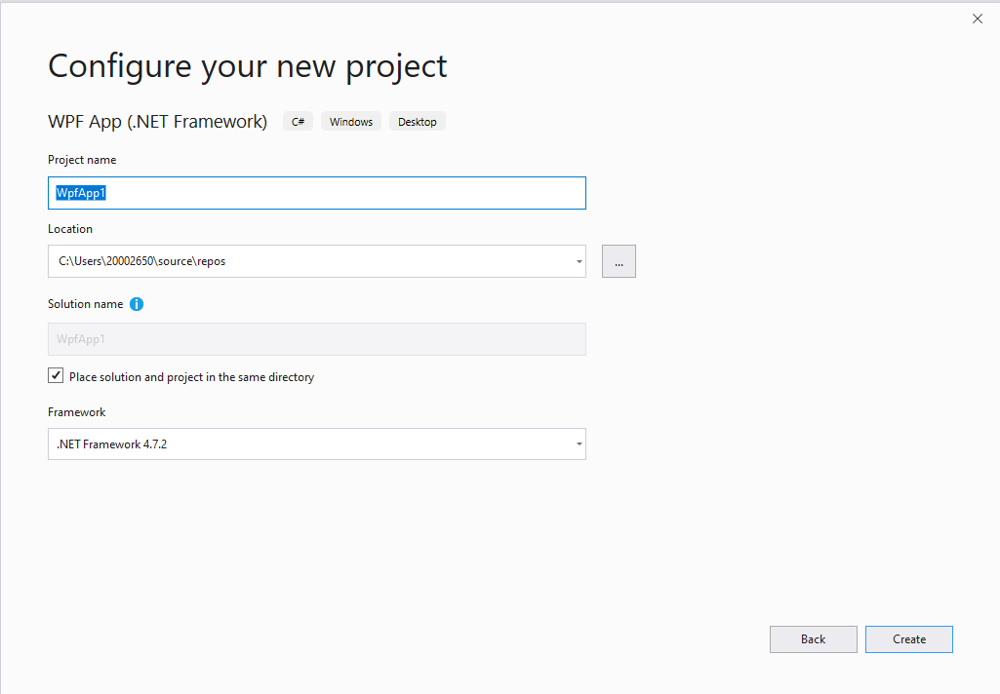 Configure your new project
WPF App (.NET Framework) C# Windows Desktop
Project name
WpfApp1
Location
C:\Users\20002650\source\repos
...
Solution name
WpfApp1
Place solution and project in the same directory
Framework
.NET Framework 4.7.2
Back Create